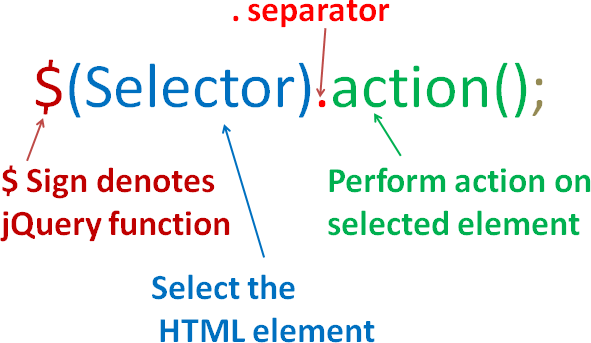 . separator
$(Selector).action();
$ Sign denotes
jQuery function
Perform action on
selected element
Select the
HTML element